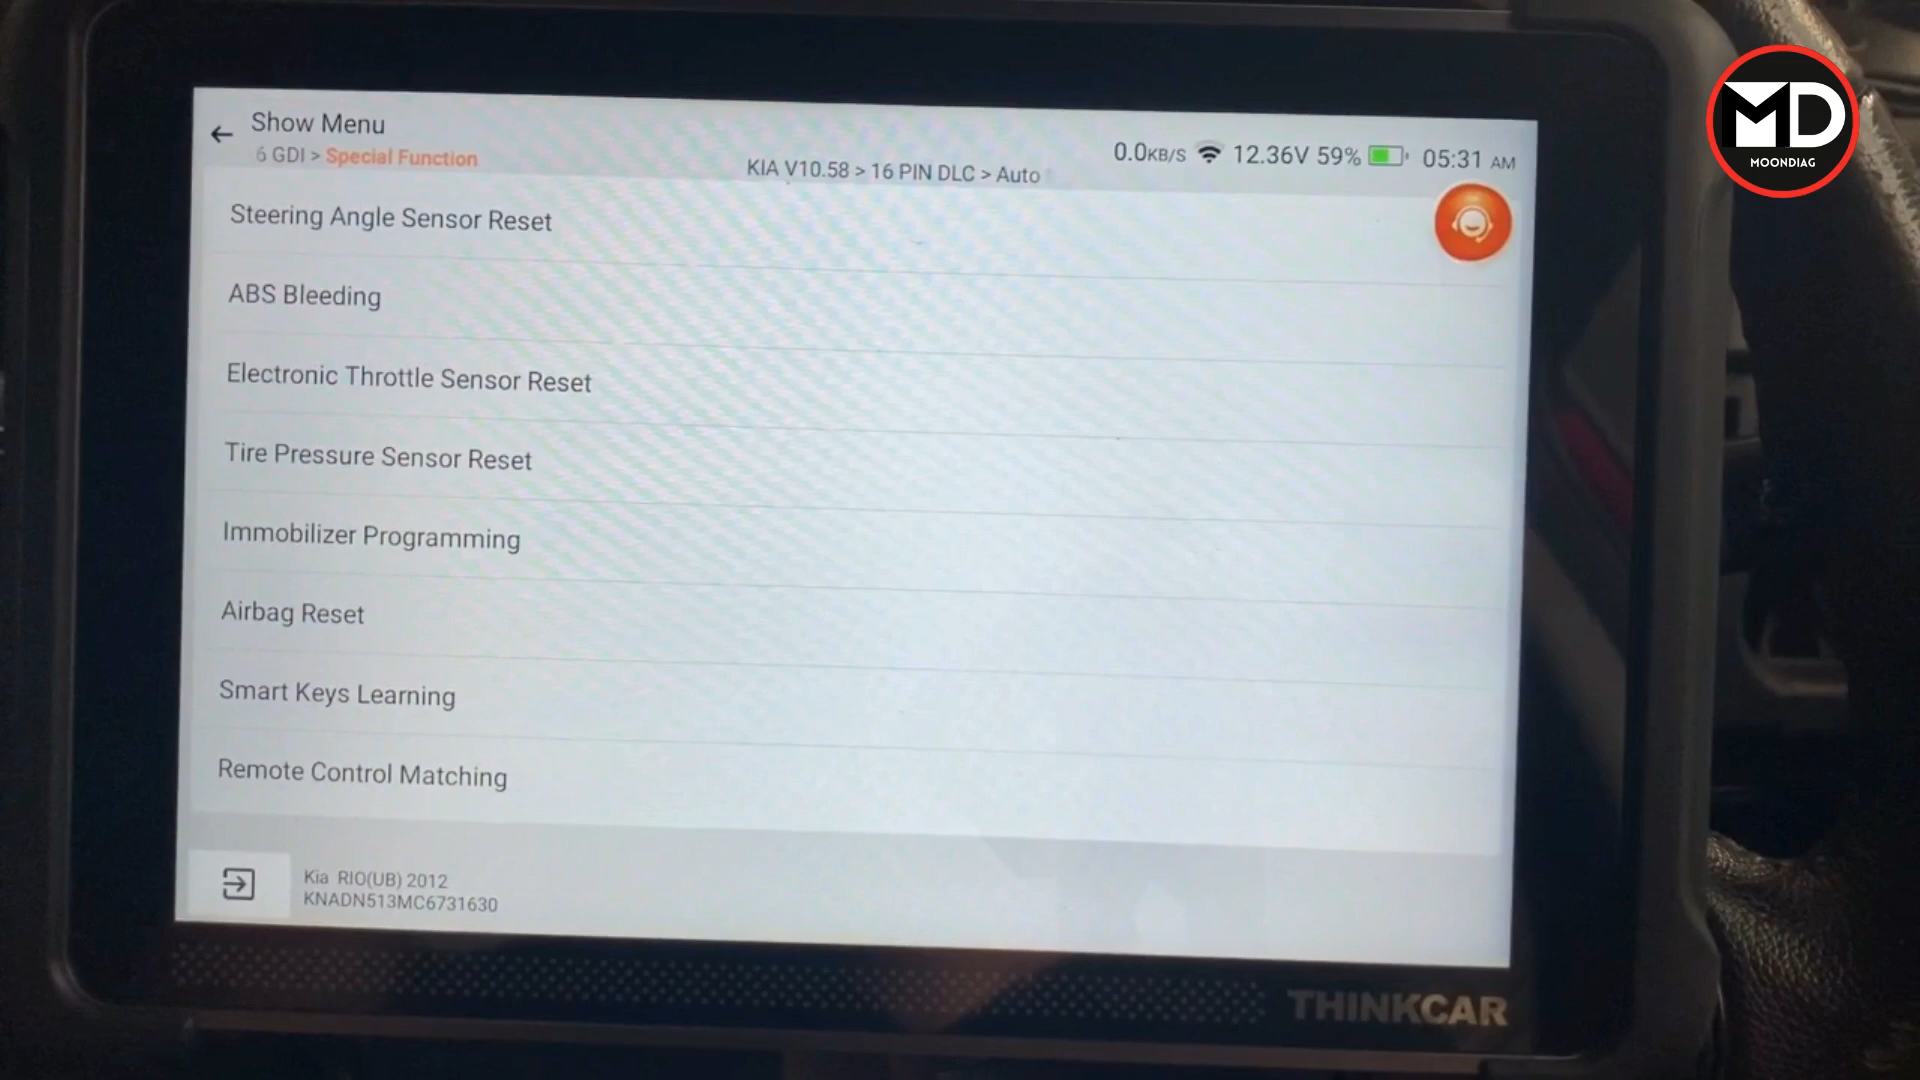 Show Menu
6 GDI > Special Function
KIA V10.58 > 16 PIN DLC > Auto
0.0KB/S 12.36V 59% 05:31 AM
MD
MOONDIAG
Steering Angle Sensor Reset
ABS Bleeding
Electronic Throttle Sensor Reset
Tire Pressure Sensor Reset
Immobilizer Programming
Airbag Reset
Smart Keys Learning
Remote Control Matching
Kia RIO(UB) 2012
KNADN513MC6731630
THINKCAR